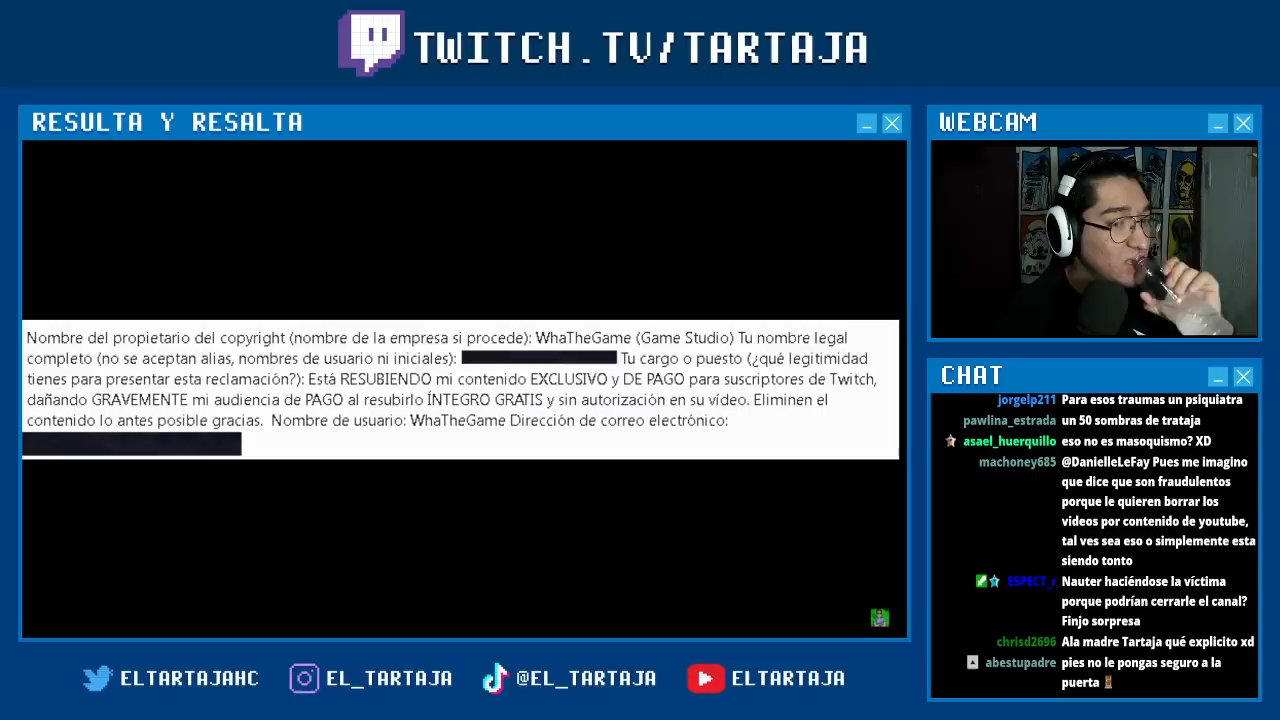 TWITCH.TV/TARTAJA
RESULTA Y RESALTA
Nombre del propietario del copyright (nombre de la empresa si procede): WhaTheGame (Game Studio) Tu nombre legal
completo (no se aceptan alias, nombres de usuario ni iniciales): Tu cargo o puesto (¿qué legitimidad
tienes para presentar esta reclamación?): Está RESUBIENDO mi contenido EXCLUSIVO y DE PAGO para suscriptores de Twitch,
dañando GRAVEMENTE mi audiencia de PAGO al resubirlo ÍNTEGRO GRATIS y sin autorización en su vídeo. Eliminen el
contenido lo antes posible gracias. Nombre de usuario: WhaTheGame Dirección de correo electrónico:
WEBCAM
CHAT
jorgelp211 Para esos traumas un psiquiatra
pawlina_estrada un 50 sombras de trataja
asael_huerquillo eso no es masoquismo? XD
machoney685 @DanielleLeFay Pues me imagino
que dice que son fraudulentos
porque le quieren borrar los
videos por contenido de youtube,
tal ves sea eso o simplemente esta
siendo tonto
Nauter haciéndose la víctima
porque podrían cerrarle el canal?
Finjo sorpresa
chrisd2696 Ala madre Tartaja qué explicito xd
abestupadre pies no le pongas seguro a la
puerta
ELTARTAJAHC
EL_TARTAJA
@EL_TARTAJA
ELTARTAJA